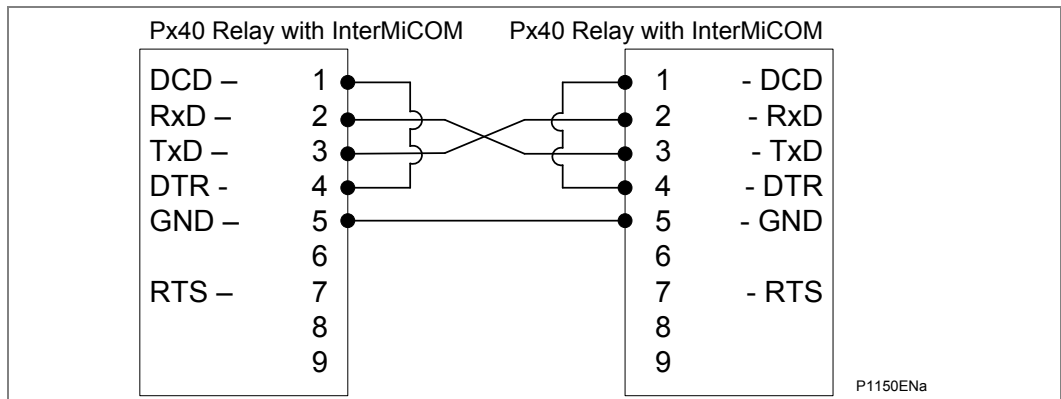 Px40 Relay with InterMiCOM Px40 Relay with InterMiCOM
DCD – 1 1 - DCD
RxD – 2 2 - RxD
TxD – 3 3 - TxD
DTR - 4 4 - DTR
GND – 5 5 - GND
6 6
RTS – 7 7 - RTS
8 8
9 9
P1150ENa